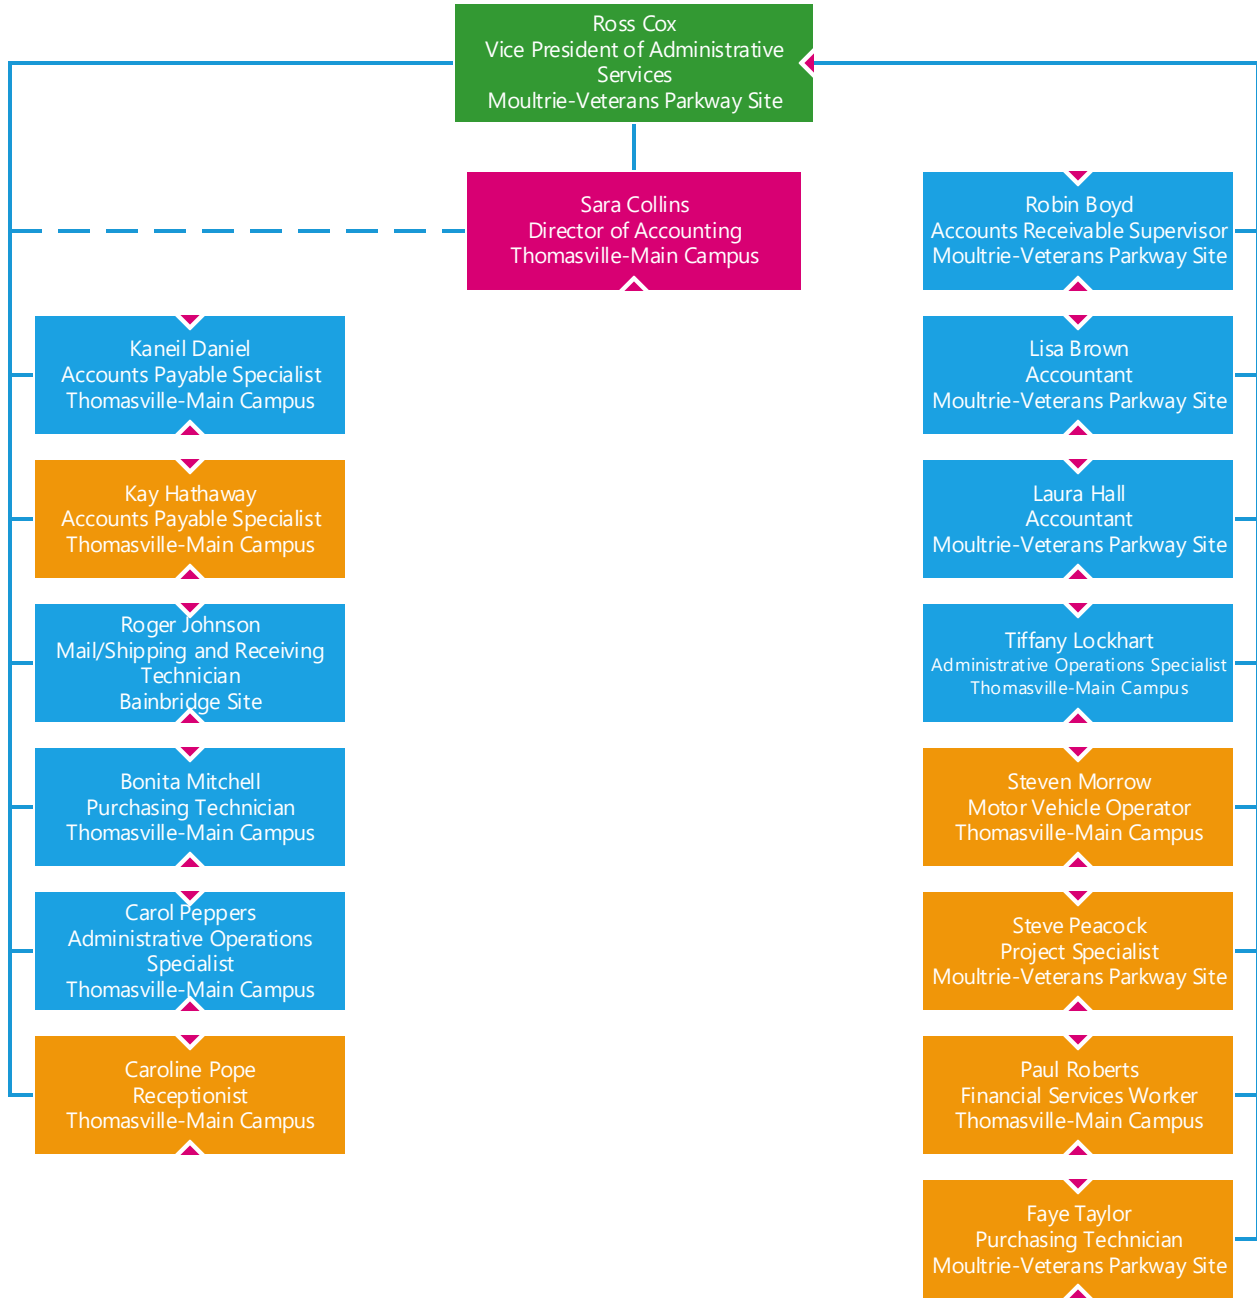 Ross Cox
Vice President of Administrative
Services
Moultrie-Veterans Parkway Site
Sara Collins
Director of Accounting
Thomasville-Main Campus
Kaneil Daniel
Accounts Payable Specialist
Thomasville-Main Campus
Kay Hathaway
Accounts Payable Specialist
Thomasville-Main Campus
Roger Johnson
Mail/Shipping and Receiving
Technician
Bainbridge Site
Bonita Mitchell
Purchasing Technician
Thomasville-Main Campus
Carol Peppers
Administrative Operations
Specialist
Thomasville-Main Campus
Caroline Pope
Receptionist
Thomasville-Main Campus
Robin Boyd
Accounts Receivable Supervisor
Moultrie-Veterans Parkway Site
Lisa Brown
Accountant
Moultrie-Veterans Parkway Site
Laura Hall
Accountant
Moultrie-Veterans Parkway Site
Tiffany Lockhart
Administrative Operations Specialist
Thomasville-Main Campus
Steven Morrow
Motor Vehicle Operator
Thomasville-Main Campus
Steve Peacock
Project Specialist
Moultrie-Veterans Parkway Site
Paul Roberts
Financial Services Worker
Thomasville-Main Campus
Faye Taylor
Purchasing Technician
Moultrie-Veterans Parkway Site